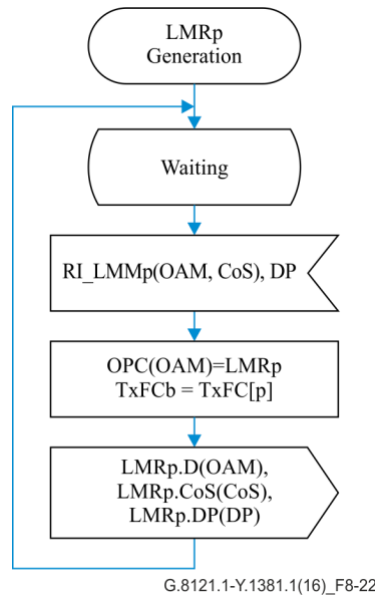 LMRp
Generation
Waiting
RI_LMMp(OAM, CoS), DP
OPC(OAM)=LMRp
TxFCb = TxFC[p]
LMRp.D(OAM),
LMRp.CoS(CoS),
LMRp.DP(DP)
G.8121.1-Y.1381.1(16)_F8-22